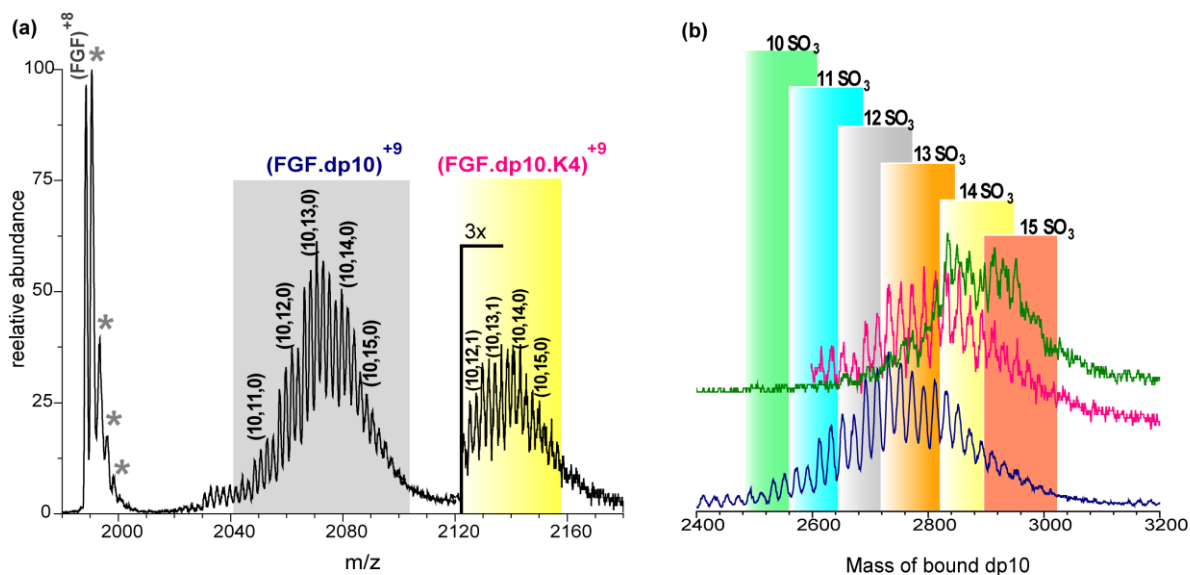 (a)
(FGF)+8
*
*
*
*
reelative abundance
100
75
50
25
0
(FGF.dp10)+9
(FGF.dp10.K4)+9
3x
(10,11,0)
(10,12,0)
(10,13,0)
(10,14,0)
(10,15,0)
(10,12,1)
(10,13,1)
(10,14,0)
(10,15,0)
2000 2040 2080 2120 2160
m/z
(b)
10 SO3
11 SO3
12 SO3
13 SO3
14 SO3
15 SO3
2400 2600 2800 3000 3200
Mass of bound dp10